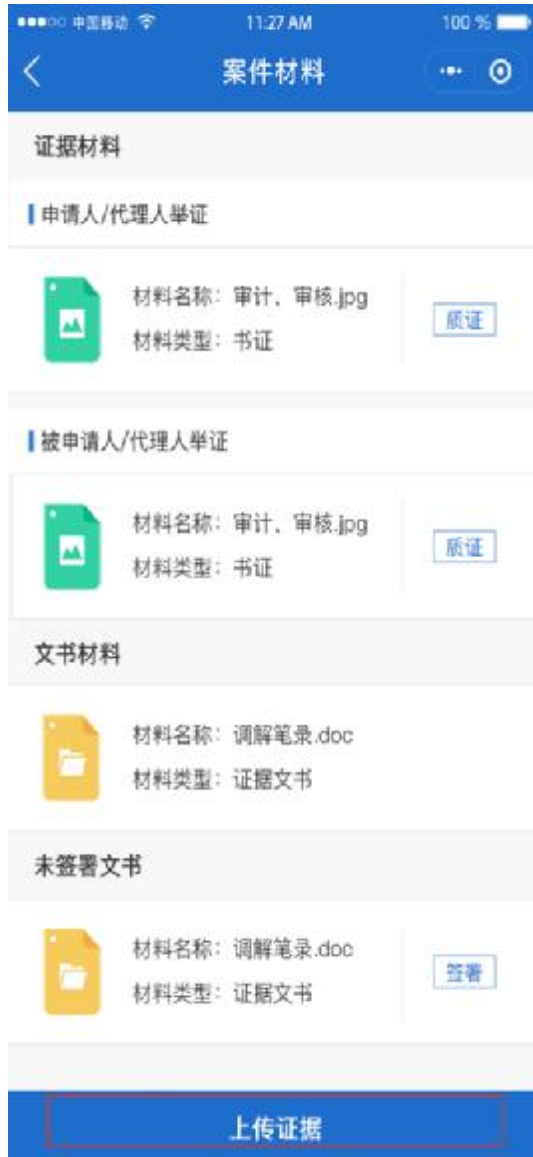 中国移动 11:27 AM 100 %
案件材料
证据材料
申请人/代理人举证
材料名称：审计、审核.jpg
材料类型：书证
质证
被申请人/代理人举证
材料名称：审计、审核.jpg
材料类型：书证
质证
文书材料
材料名称：调解笔录.doc
材料类型：证据文书
未签署文书
材料名称：调解笔录.doc
材料类型：证据文书
签署
上传证据